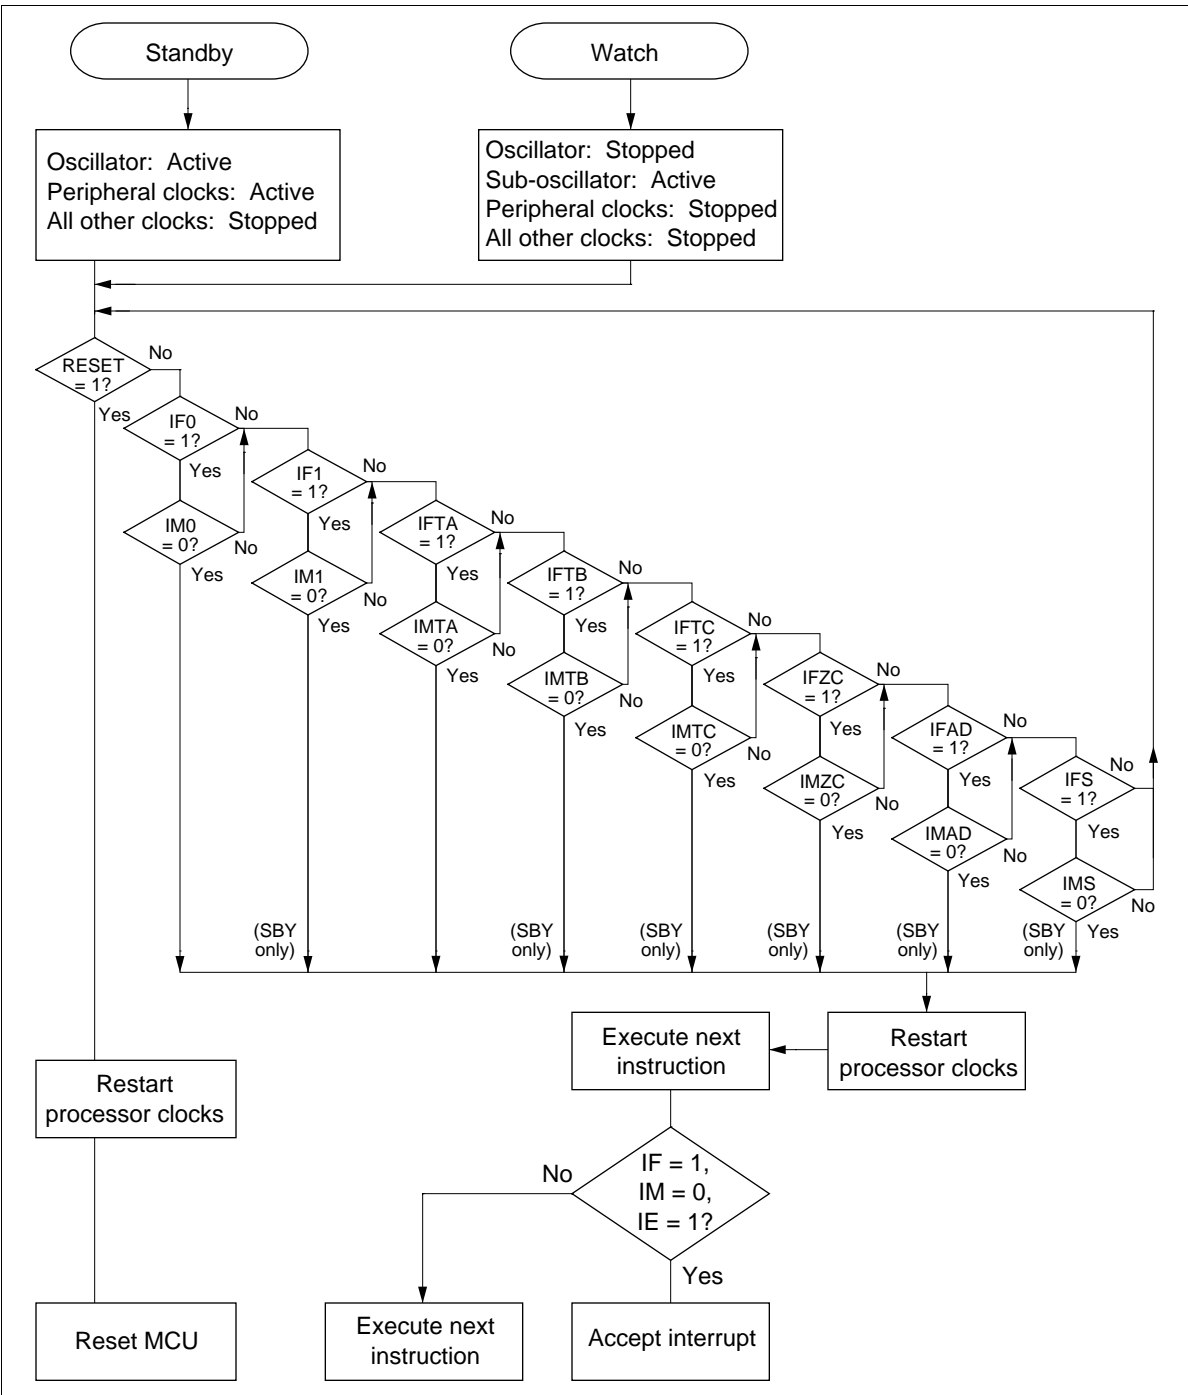 Standby
Watch
Oscillator: Active
Peripheral clocks: Active
All other clocks: Stopped
Oscillator: Stopped
Sub-oscillator: Active
Peripheral clocks: Stopped
All other clocks: Stopped
RESET
= 1?
No
Yes
IF0
= 1?
No
Yes
IM0
= 0?
No
Yes
IF1
= 1?
No
Yes
IM1
= 0?
No
Yes
(SBY
only)
IFTA
= 1?
No
Yes
IMTA
= 0?
No
Yes
IFTB
= 1?
No
Yes
IMTB
= 0?
No
Yes
(SBY
only)
IFTC
= 1?
No
Yes
IMTC
= 0?
No
Yes
(SBY
only)
IFZC
= 1?
No
Yes
IMZC
= 0?
No
Yes
(SBY
only)
IFAD
= 1?
No
Yes
IMAD
= 0?
No
Yes
(SBY
only)
IFS
= 1?
No
Yes
IMS
= 0?
No
Yes
(SBY
only)
Restart
processor clocks
Execute next
instruction
Restart
processor clocks
IF = 1,
IM = 0,
IE = 1?
No
Yes
Reset MCU
Execute next
instruction
Accept interrupt